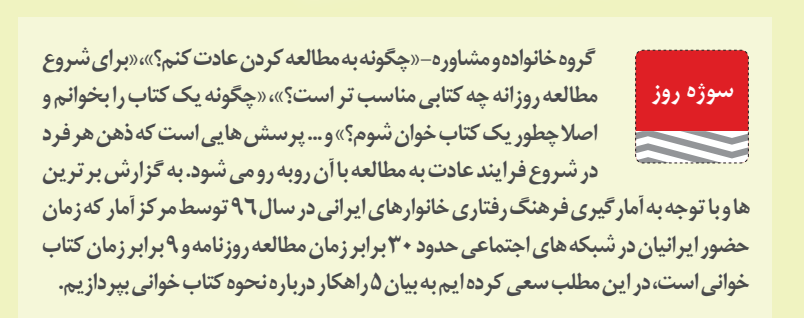 سوژه روز
گروه خانواده و مشاوره-«چگونه به مطالعه کردن عادت کنم؟»، «برای شروع
مطالعه روزانه چه کتابی مناسب تر است؟»، «چگونه یک کتاب را بخوانم و
اصلا چطور یک کتاب خوان شوم؟» و... پرسش هایی است که ذهن هر فرد
در شروع فرایند عادت به مطالعه با آن روبه رو می شود. به گزارش برترین
ها و با توجه به آمارگیری فرهنگ رفتاری خانوارهای ایرانی در سال ۹۶ توسط مرکز آمار که زمان
حضور ایرانیان در شبکه های اجتماعی حدود ۳۰ برابر زمان مطالعه روزنامه و ۹ برابر زمان کتاب
خوانی است، در این مطلب سعی کرده ایم به بیان ۵ راهکار درباره نحوه کتاب خوانی بپردازیم.